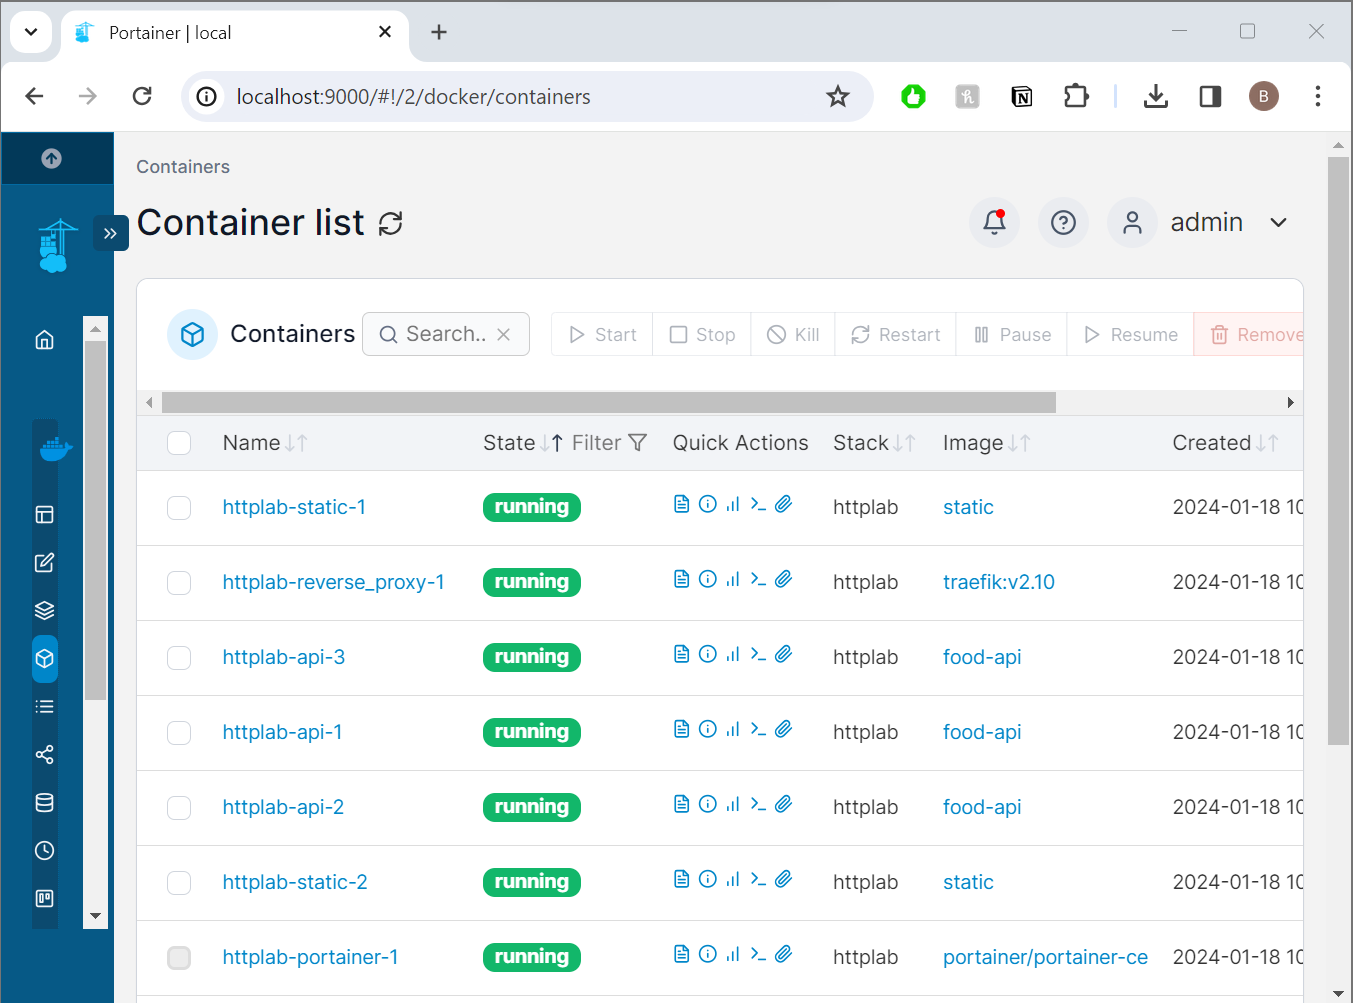 Portainer | local
localhost:9000/#!/2/docker/containers
B
Containers
Container list
admin
Containers
Search..
Start
Stop
Kill
Restart
Pause
Resume
Remove
Name State Filter Quick Actions Stack Image Created
httplab-static-1 running httplab static 2024-01-18 10
httplab-reverse_proxy-1 running httplab traefik:v2.10 2024-01-18 10
httplab-api-3 running httplab food-api 2024-01-18 10
httplab-api-1 running httplab food-api 2024-01-18 10
httplab-api-2 running httplab food-api 2024-01-18 10
httplab-static-2 running httplab static 2024-01-18 10
httplab-portainer-1 running httplab portainer/portainer-ce 2024-01-18 10